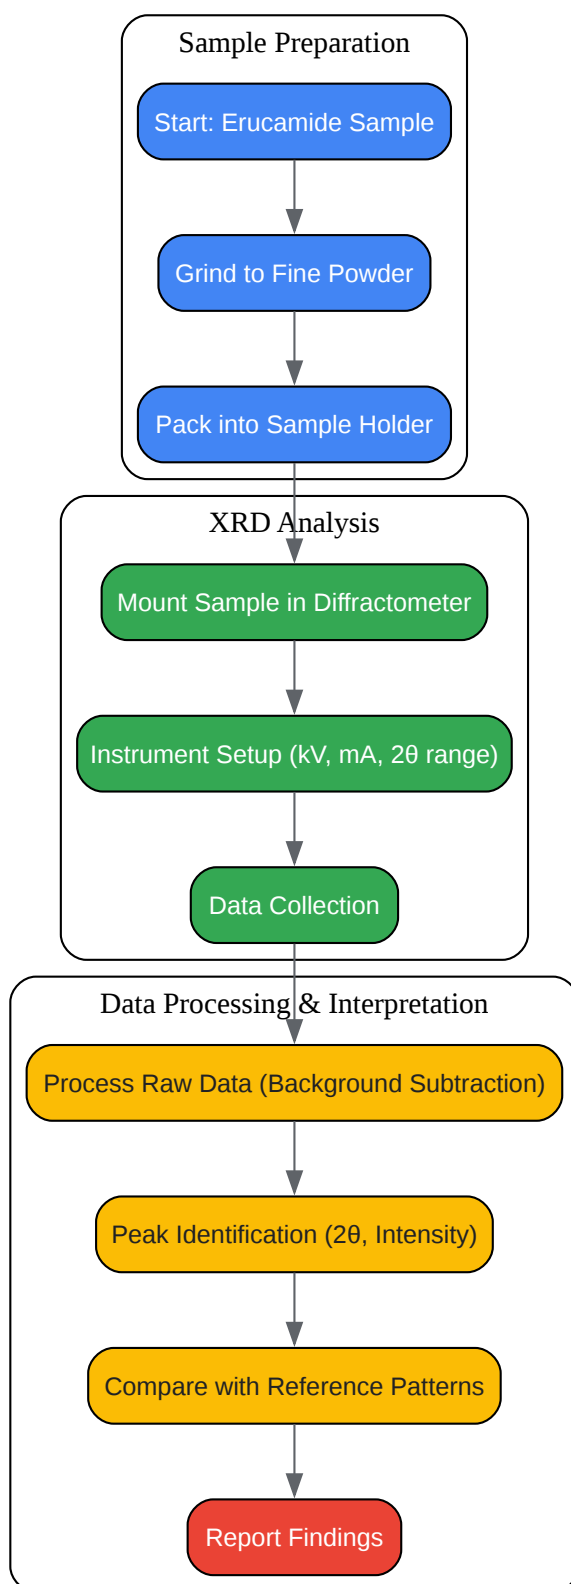 Sample Preparation
Start: Erucamide Sample
Grind to Fine Powder
Pack into Sample Holder
XRD Analysis
Mount Sample in Diffractometer
Instrument Setup (kV, mA, 2θ range)
Data Collection
Data Processing & Interpretation
Process Raw Data (Background Subtraction)
Peak Identification (2θ, Intensity)
Compare with Reference Patterns
Report Findings